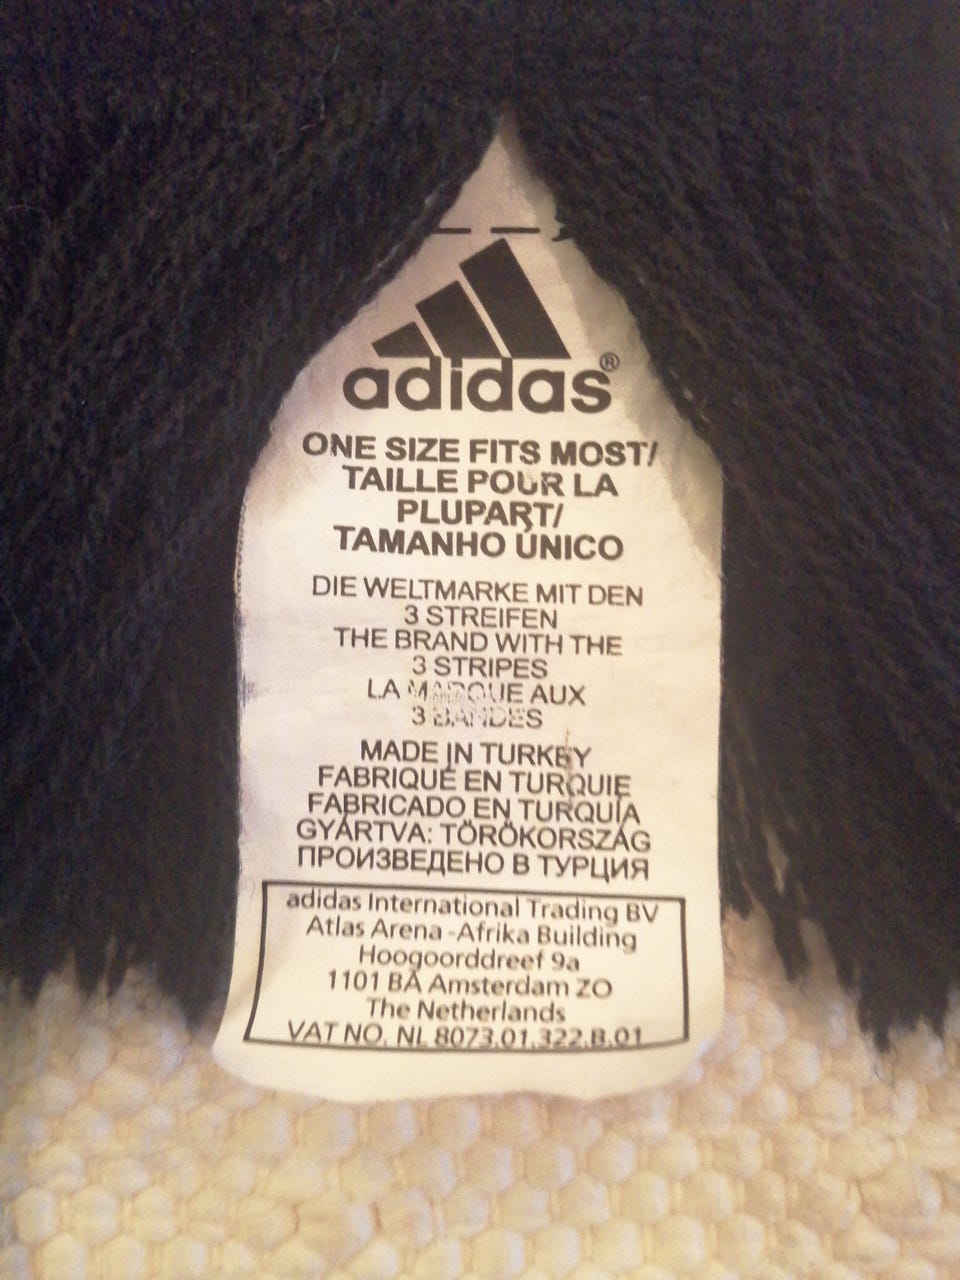 adidas®
ONE SIZE FITS MOST/
TAILLE POUR LA
PLUPART/
TAMANHO ÚNICO
DIE WELTMARKE MIT DEN
3 STREIFEN
THE BRAND WITH THE
3 STRIPES
LA MARQUE AUX
3 BANDES
MADE IN TURKEY
FABRIQUÉ EN TURQUIE
FABRICADO EN TURQUÍA
GYÁRTVA: TÖRÖKORSZÁG
ПРОИЗВЕДЕНО В ТУРЦИЯ
adidas International Trading BV
Atlas Arena -Afrika Building
Hoogoorddreef 9a
1101 BA Amsterdam ZO
The Netherlands
VAT NO. NL 8073.01.322.B.01